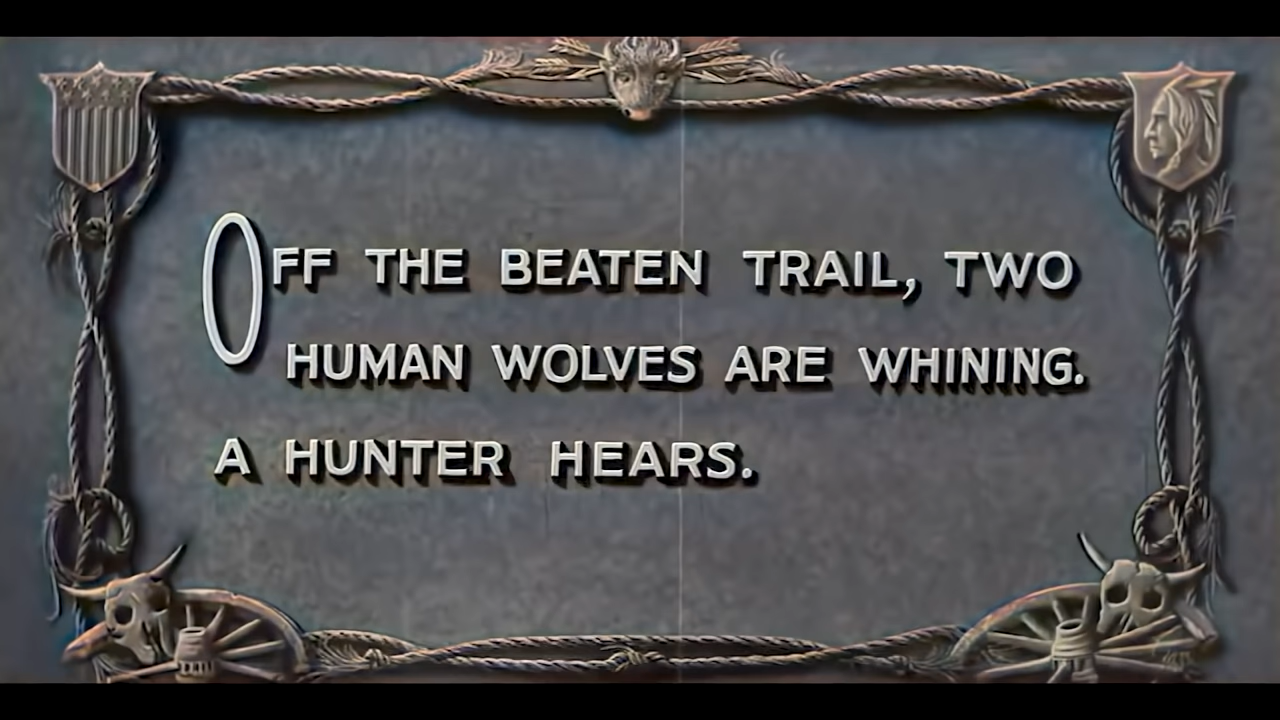 OFF THE BEATEN TRAIL, TWO
HUMAN WOLVES ARE WHINING.
A HUNTER HEARS.